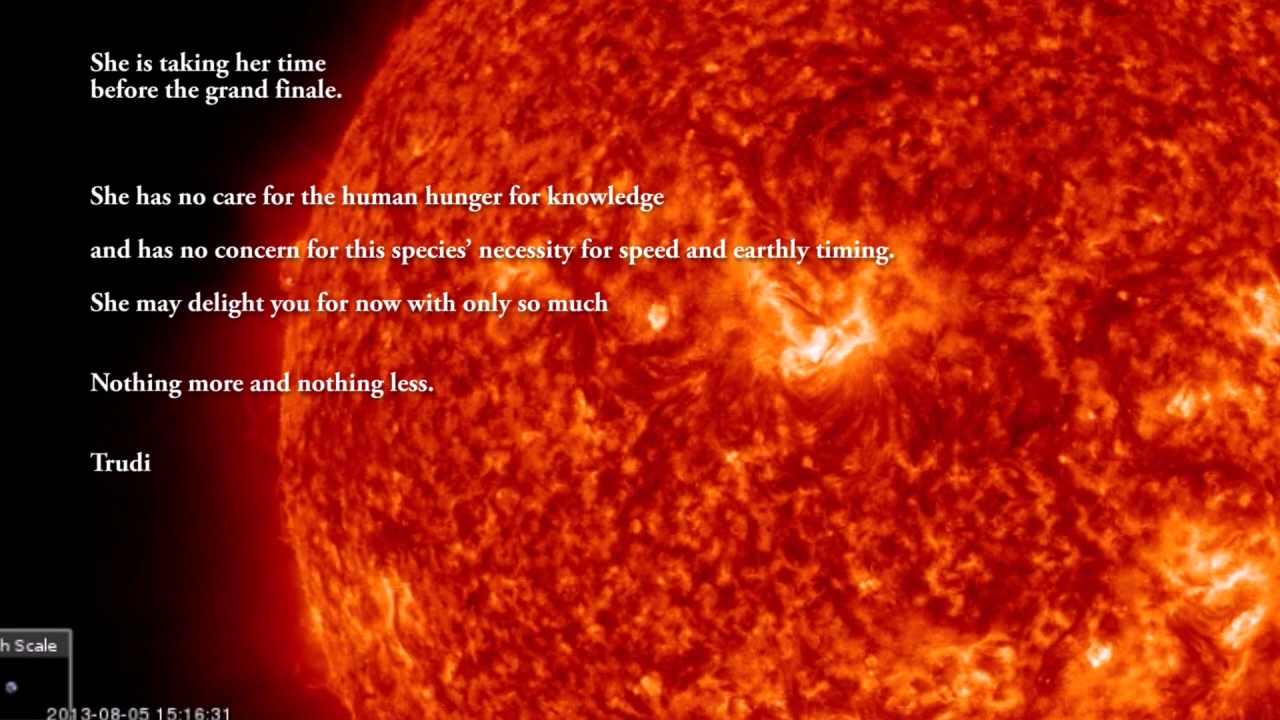 She is taking her time
before the grand finale.
She has no care for the human hunger for knowledge
and has no concern for this species’ necessity for speed and earthly timing.
She may delight you for now with only so much
Nothing more and nothing less.
Trudi
h Scale
2013-08-05 15:16:31